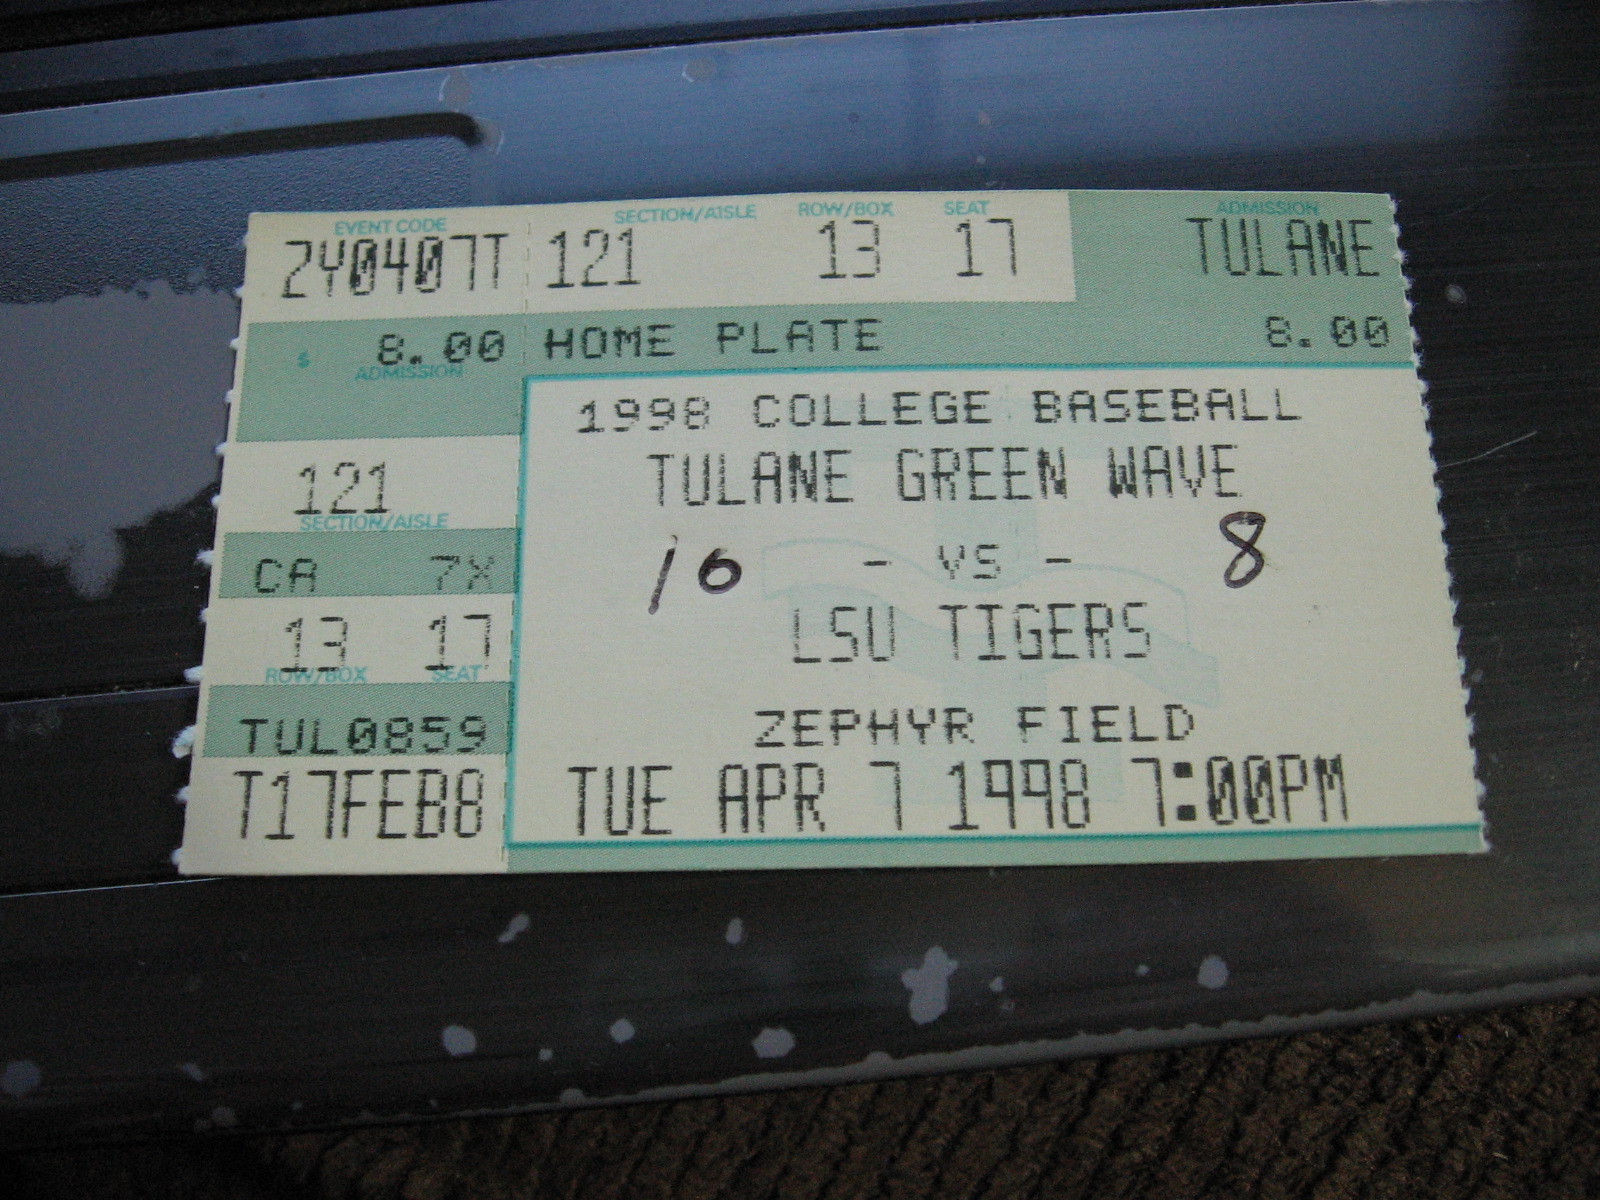 EVENT CODE SECTION/AISLE ROW/BOX SEAT ADMISSION
ZY0407T 121 13 17 TULANE
$ 8.00 HOME PLATE 8.00
ADMISSION
1998 COLLEGE BASEBALL
TULANE GREEN WAVE
121
SECTION/AISLE
10 - VS - 8
CA 7X
LSU TIGERS
13 17
ROW/BOX SEAT
ZEPHYR FIELD
TUL0859
T17FEB8 TUE APR 7 1998 7:00PM